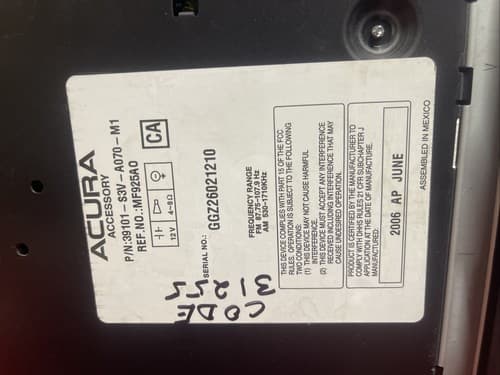 ACURA
ACCESSORY
P/N:39101-S3V-A070-M1
REF.NO.:MF926A0
12V 4~8Ω
CA
SERIAL NO.:
GGZ26021210
FREQUENCY RANGE
FM 87.75-107.9 Hz
AM 530-1710KHz
THIS DEVICE COMPLIES WITH PART 15 OF THE FCC
RULES. OPERATION IS SUBJECT TO THE FOLLOWING
TWO CONDITIONS:
(1) THIS DEVICE MAY NOT CAUSE HARMFUL
INTERFERENCE.
(2) THIS DEVICE MUST ACCEPT ANY INTERFERENCE
RECEIVED INCLUDING INTERFERENCE THAT MAY
CAUSE UNDESIRED OPERATION.
PRODUCT IS CERTIFIED BY THE MANUFACTURER TO
COMPLY WITH DHHS RULES 21 CFR SUBCHAPTER J
APPLICATION AT THE DATE OF MANUFACTURE.
MANUFACTURED:
2006 AP JUNE
ASSEMBLED IN MEXICO
CODE
31255